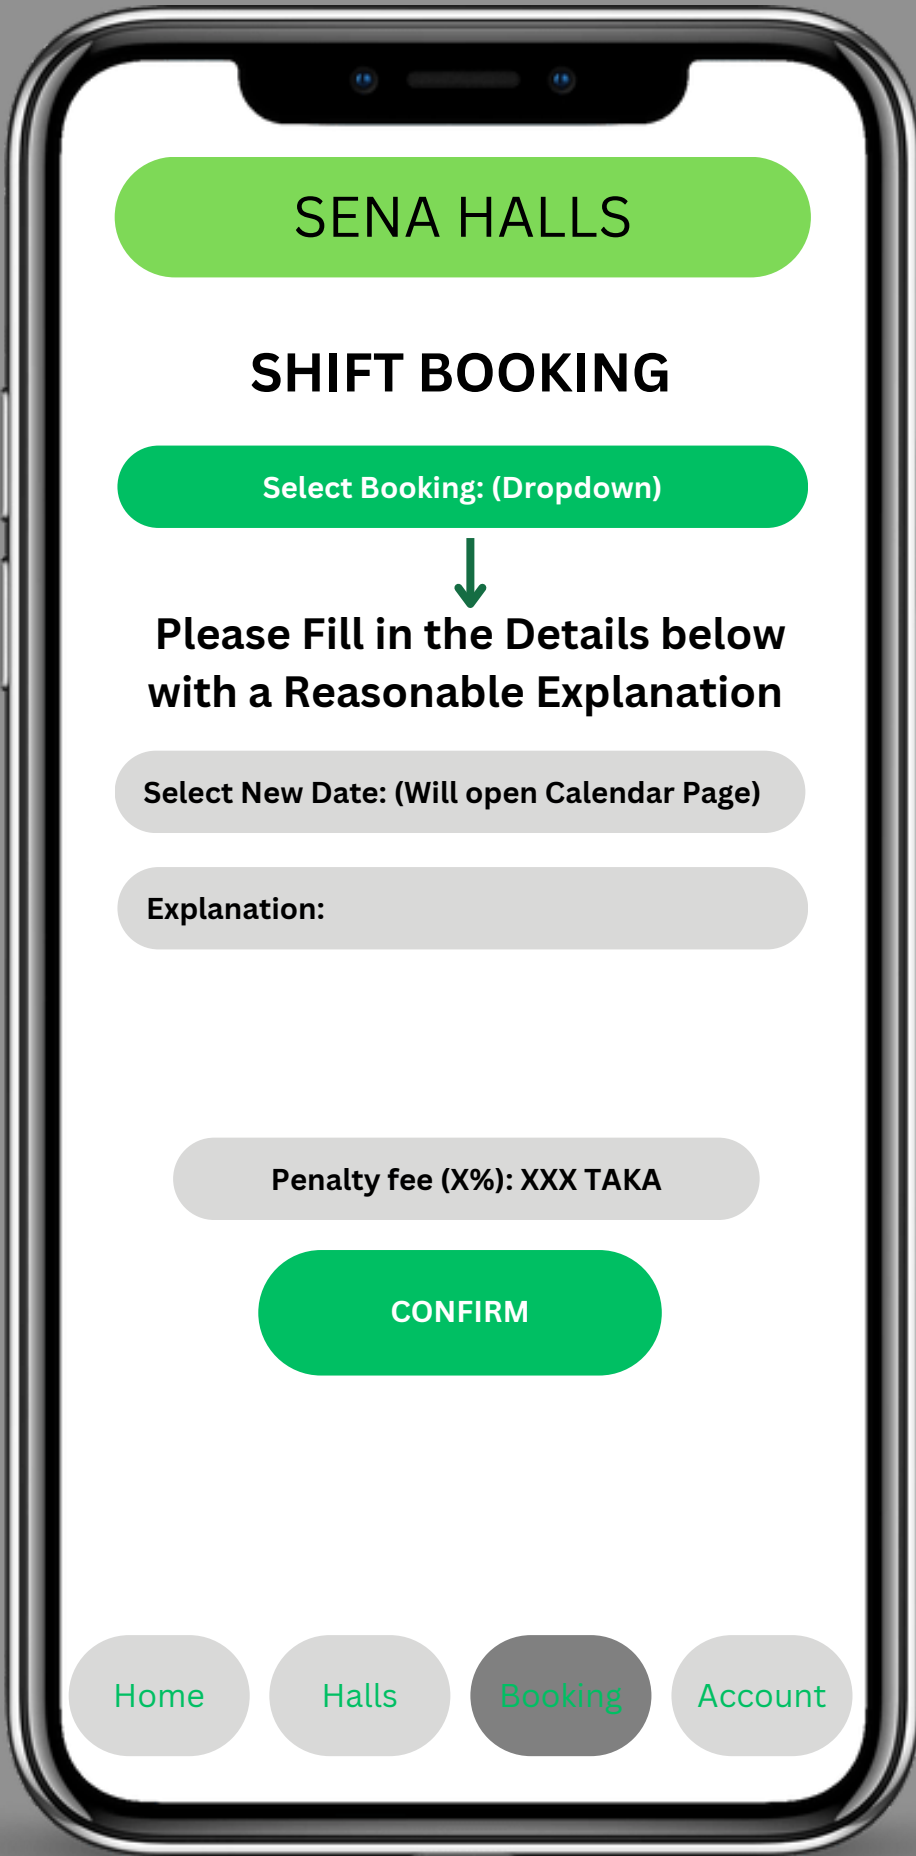 SENA HALLS
SHIFT BOOKING
Select Booking: (Dropdown)
Please Fill in the Details below
with a Reasonable Explanation
Select New Date: (Will open Calendar Page)
Explanation:
Penalty fee (X%): XXX TAKA
CONFIRM
Home Halls Booking Account